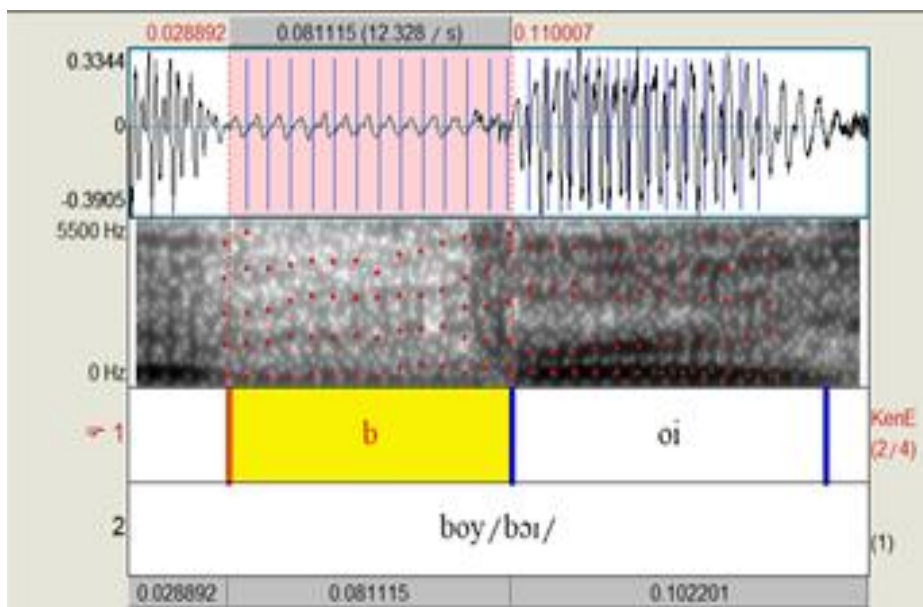 0.028892 0.081115 (12.328 / s) 0.110007
0.3344
0
-0.3905
5500 Hz
0 Hz
1 b oi KenE
(2/4)
2 boy /bɔɪ/ (1)
0.028892 0.081115 0.102201